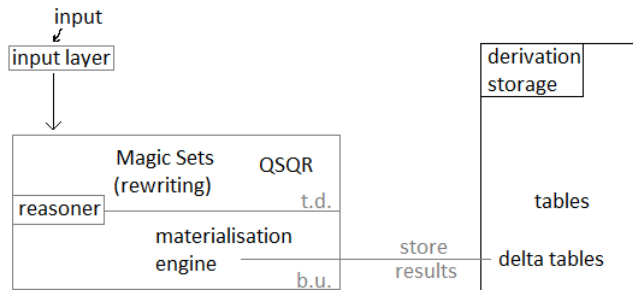 input
input layer
derivation
storage
Magic Sets
(rewriting)
QSQR
reasoner
t.d.
materialisation
engine
b.u.
store
results
tables
delta tables